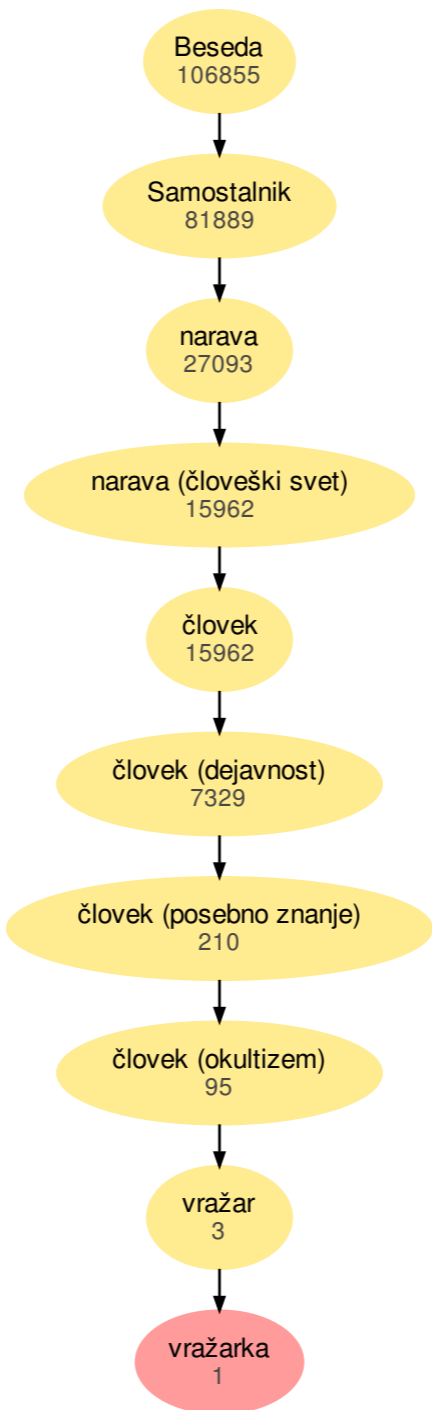 Beseda
106855
Samostalnik
81889
narava
27093
narava (človeški svet)
15962
človek
15962
človek (dejavnost)
7329
človek (posebno znanje)
210
človek (okultizem)
95
vražar
3
vražarka
1